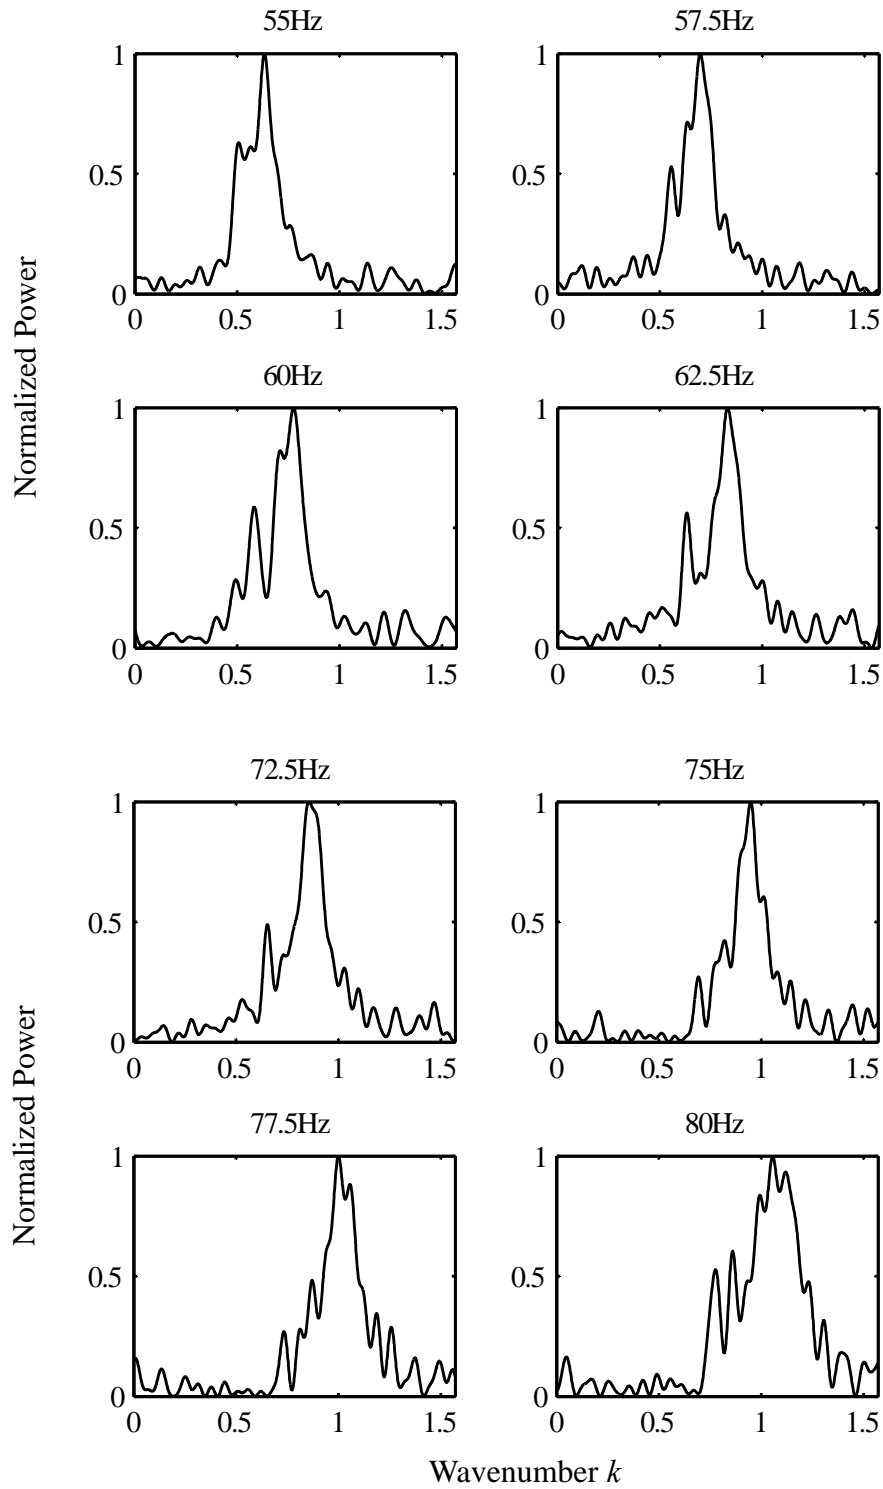 55Hz 57.5Hz
1 1
0.5 0.5
0 0
0 0.5 1 1.5 0 0.5 1 1.5
60Hz 62.5Hz
1 1
0.5 0.5
0 0
0 0.5 1 1.5 0 0.5 1 1.5
Normalized Power
72.5Hz 75Hz
1 1
0.5 0.5
0 0
0 0.5 1 1.5 0 0.5 1 1.5
77.5Hz 80Hz
1 1
0.5 0.5
0 0
0 0.5 1 1.5 0 0.5 1 1.5
Normalized Power
Wavenumber k